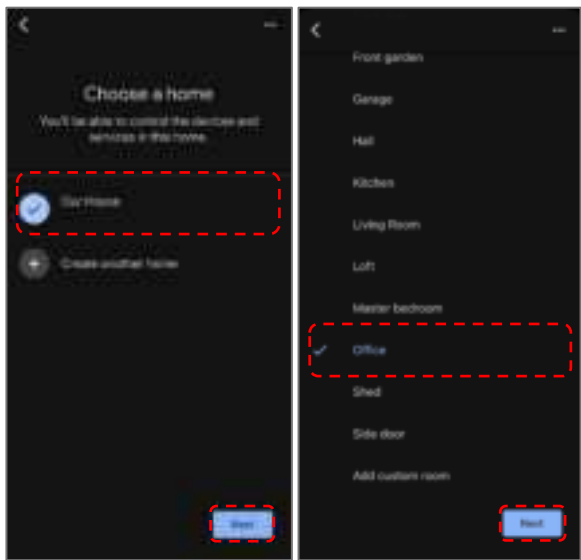 Choose a home
You'll be able to control the devices and
services in this home.
Our Home
Create another home
Next
Front garden
Garage
Hall
Kitchen
Living Room
Loft
Master bedroom
Office
Shed
Side door
Add custom room
Next